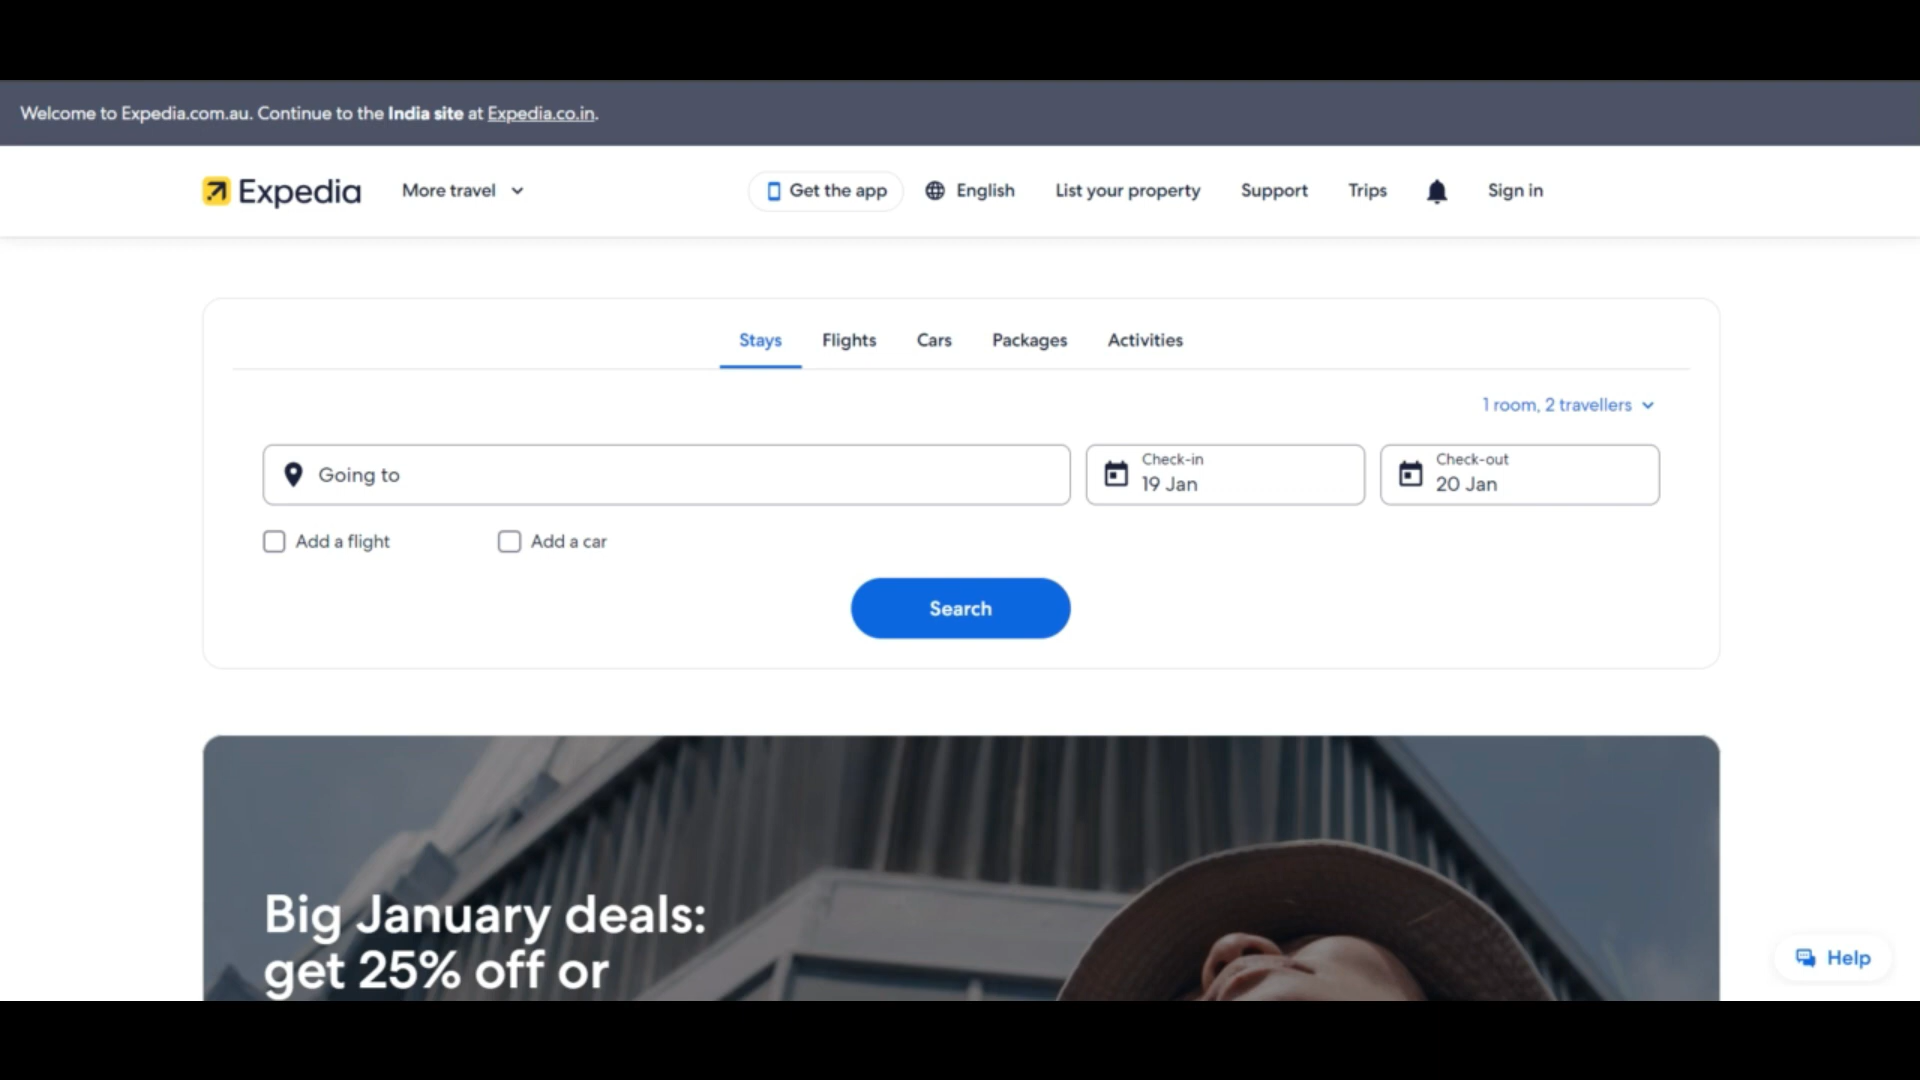 Welcome to Expedia.com.au. Continue to the India site at Expedia.co.in.
Expedia More travel Get the app English List your property Support Trips Sign in
Stays Flights Cars Packages Activities
1 room, 2 travellers
Going to
Check-in
19 Jan
Check-out
20 Jan
Add a flight Add a car
Search
Big January deals:
get 25% off or
Help